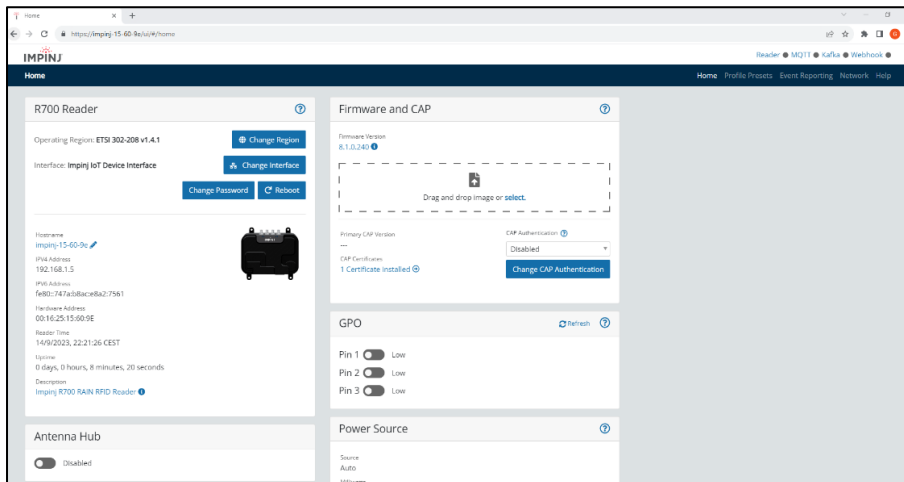 Home
https://impinj-15-60-9e/ui/#/home
IMPINJ
Reader MQTT Kafka Webhook
Home
Home Profile Presets Event Reporting Network Help
R700 Reader
Operating Region: ETSI 302-208 v1.4.1
Change Region
Interface: Impinj IoT Device Interface
Change Interface
Change Password
Reboot
Hostname
impinj-15-60-9e
IPV4 Address
192.168.1.5
IPV6 Address
fe80::747a:b8ac:e8a2:7561
Hardware Address
00:16:25:15:60:9E
Reader Time
14/9/2023, 22:21:26 CEST
Uptime
0 days, 0 hours, 8 minutes, 20 seconds
Description
Impinj R700 RAIN RFID Reader
Antenna Hub
Disabled
Firmware and CAP
Firmware Version
8.1.0.240
Drag and drop image or select.
Primary CAP Version
---
CAP Certificates
1 Certificate installed
CAP Authentication
Disabled
Change CAP Authentication
GPO
Refresh
Pin 1 Low
Pin 2 Low
Pin 3 Low
Power Source
Source
Auto